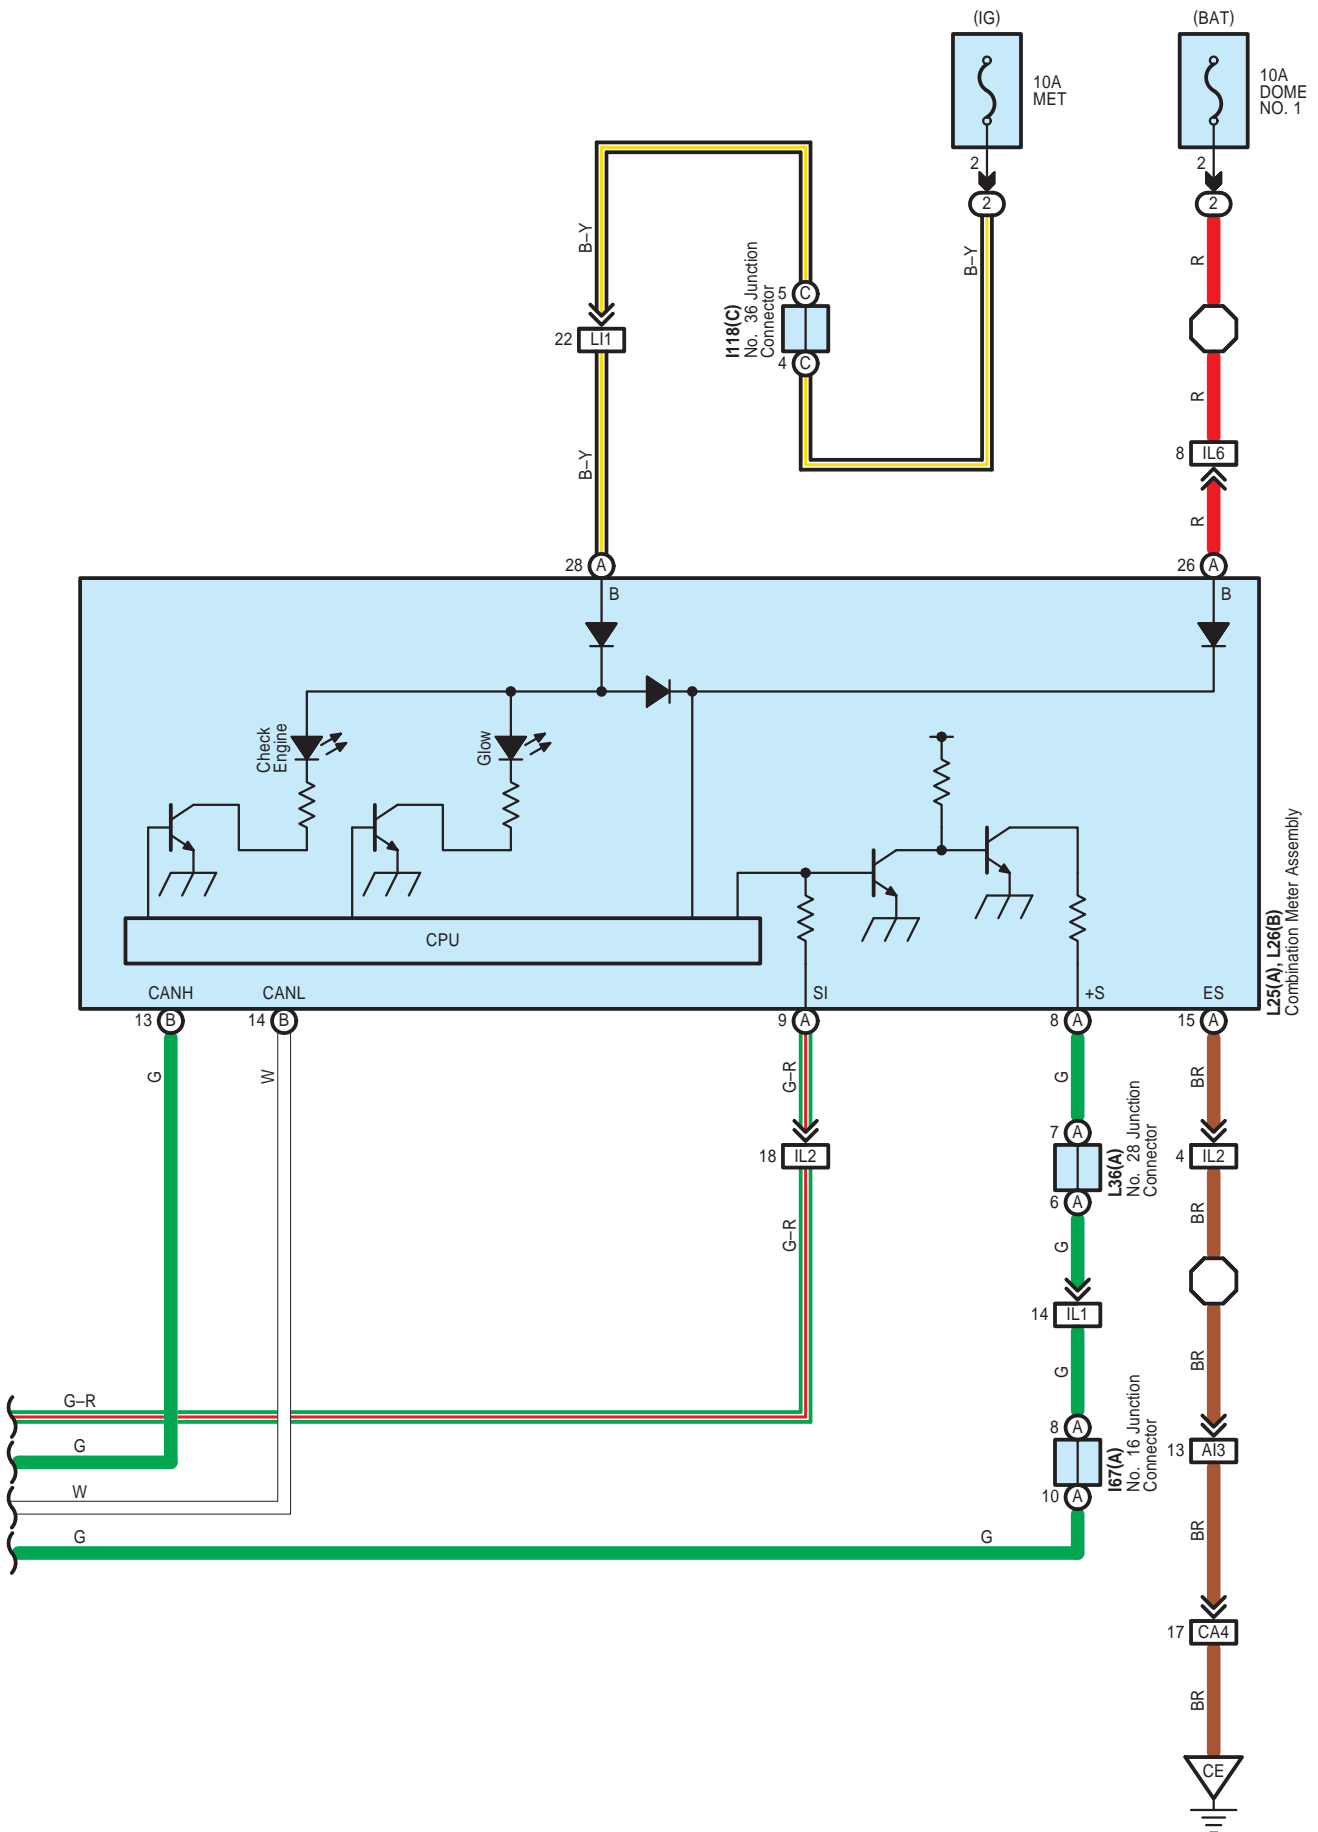 (IG)
(BAT)
10A
MET
10A
DOME
NO. 1
2
2
2
2
B–Y
B–Y
R
I118(C)
No. 36 Junction
Connector
5 C
4 C
22 LI1
R
8 IL6
B–Y
R
28 A
26 A
B
B
Check
Engine
Glow
CPU
L25(A), L26(B)
Combination Meter Assembly
CANH
CANL
SI
+S
ES
13 B
14 B
9 A
8 A
15 A
G
W
G–R
G
BR
7 A
L36(A)
No. 28 Junction
Connector
18 IL2
4 IL2
6 A
G–R
G
BR
14 IL1
G
BR
G–R
8 A
I67(A)
No. 16 Junction
Connector
G
13 AI3
W
10 A
G
G
BR
17 CA4
BR
CE